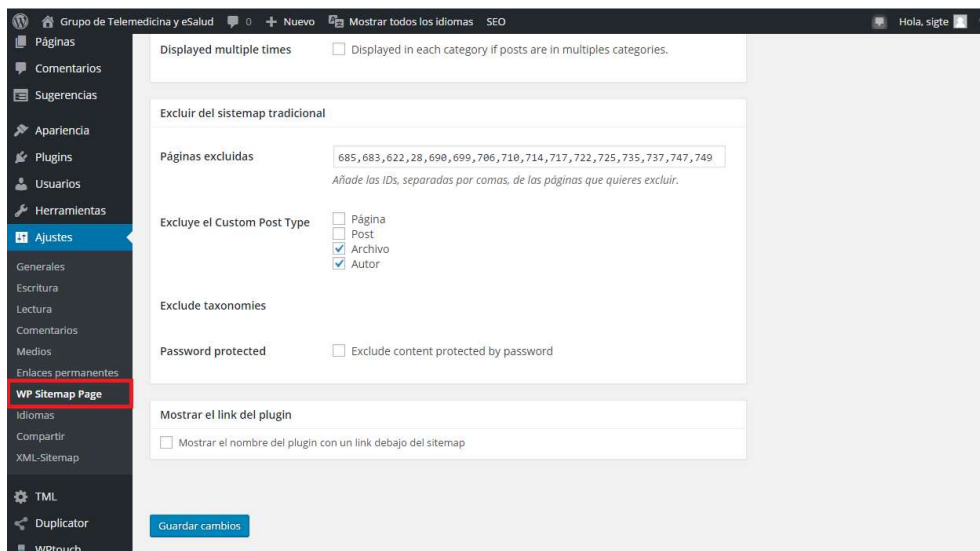 Grupo de Telemedicina y eSalud 0 Nuevo Mostrar todos los idiomas SEO Hola, sigte
Páginas
Comentarios
Sugerencias
Apariencia
Plugins
Usuarios
Herramientas
Ajustes
Generales
Escritura
Lectura
Comentarios
Medios
Enlaces permanentes
WP Sitemap Page
Idiomas
Compartir
XML-Sitemap
TML
Duplicator
WPtouch
Displayed multiple times Displayed in each category if posts are in multiples categories.
Excluir del sistemap tradicional
Páginas excluidas 685,683,622,28,690,699,706,710,714,717,722,725,735,737,747,749
Añade las IDs, separadas por comas, de las páginas que quieres excluir.
Excluye el Custom Post Type Página
Post
Archivo
Autor
Exclude taxonomies
Password protected Exclude content protected by password
Mostrar el link del plugin
Mostrar el nombre del plugin con un link debajo del sitemap
Guardar cambios